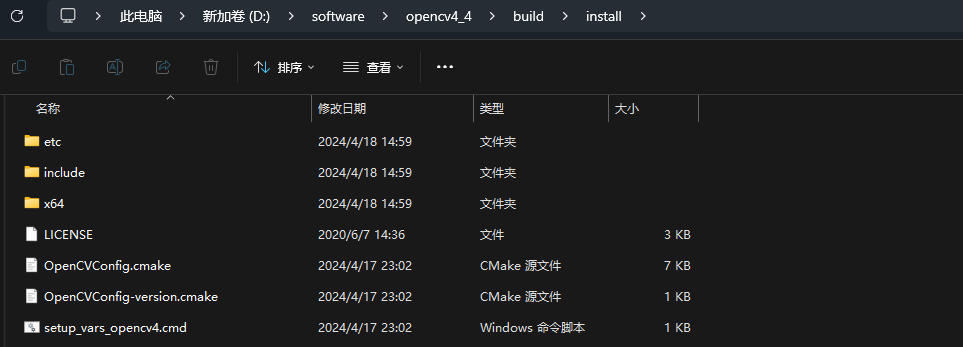 此电脑 新加卷 (D:) software opencv4_4 build install
排序 查看
名称 修改日期 类型 大小
etc 2024/4/18 14:59 文件夹
include 2024/4/18 14:59 文件夹
x64 2024/4/18 14:59 文件夹
LICENSE 2020/6/7 14:36 文件 3 KB
OpenCVConfig.cmake 2024/4/17 23:02 CMake 源文件 7 KB
OpenCVConfig-version.cmake 2024/4/17 23:02 CMake 源文件 1 KB
setup_vars_opencv4.cmd 2024/4/17 23:02 Windows 命令脚本 1 KB